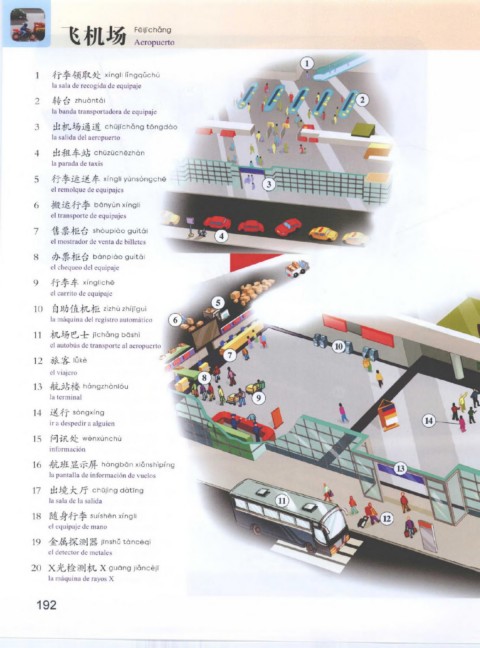 飞机场 Fēijīchǎng
Aeropuerto
1 行李领取处 xíngli lǐngqǔchù
la sala de recogida de equipaje
2 转台 zhuàntái
la banda transportadora de equipaje
3 出机场通道 chūjīchǎng tōngdào
la salida del aeropuerto
4 出租车站 chūzūchēzhàn
la parada de taxis
5 行李运送车 xíngli yùnsòngchē
el remolque de equipajes
6 搬运行李 bānyùn xíngli
el transporte de equipajes
7 售票柜台 shòupiào guìtái
el mostrador de venta de billetes
8 办票柜台 bànpiào guìtái
el chequeo del equipaje
9 行李车 xínglichē
el carrito de equipaje
10 自助值机柜 zìzhù zhíjīguì
la máquina del registro automático
11 机场巴士 jīchǎng bāshì
el autobús de transporte al aeropuerto
12 旅客 lǚkè
el viajero
13 航站楼 hángzhànlóu
la terminal
14 送行 sòngxíng
ir a despedir a alguien
15 问讯处 wènxùnchù
información
16 航班显示屏 hángbān xiǎnshìpíng
la pantalla de información de vuelos
17 出境大厅 chūjìng dàtīng
la sala de la salida
18 随身行李 suíshēn xíngli
el equipaje de mano
19 金属探测器 jīnshǔ tàncèqì
el detector de metales
20 X光检测机 X guāng jiǎncèjī
la máquina de rayos X
1
2
3
4
5
6
7
8
9
10
11
12
13
14
192